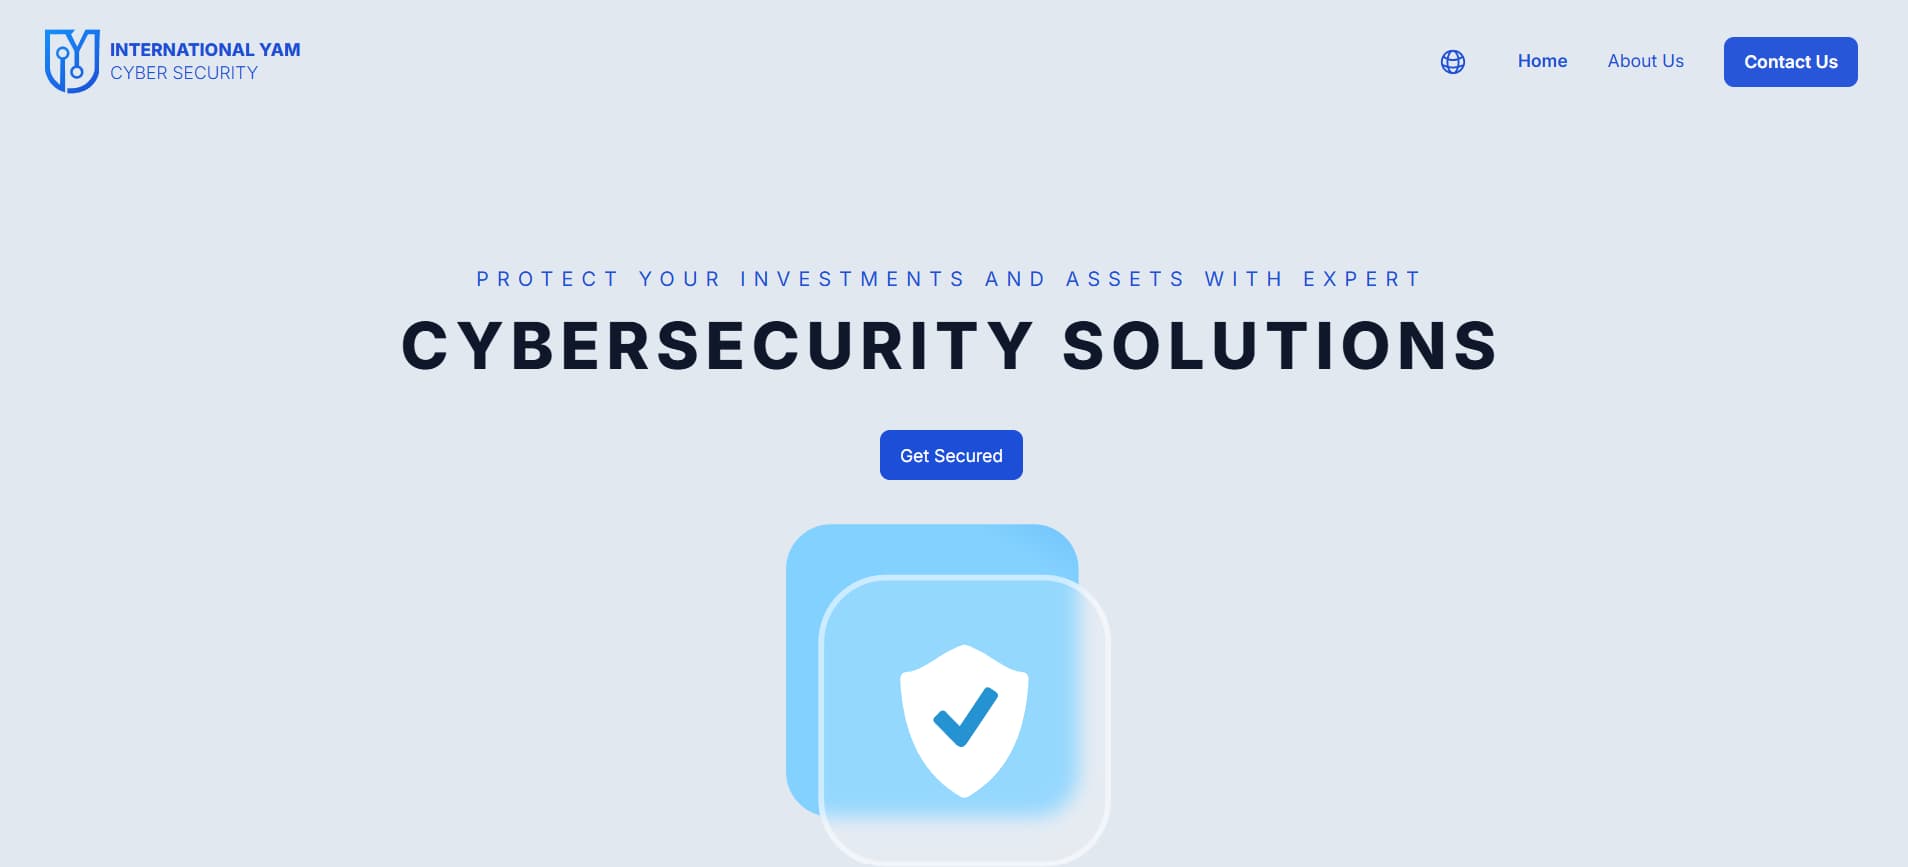 INTERNATIONAL YAM
CYBER SECURITY
Home
About Us
Contact Us
PROTECT YOUR INVESTMENTS AND ASSETS WITH EXPERT
CYBERSECURITY SOLUTIONS
Get Secured